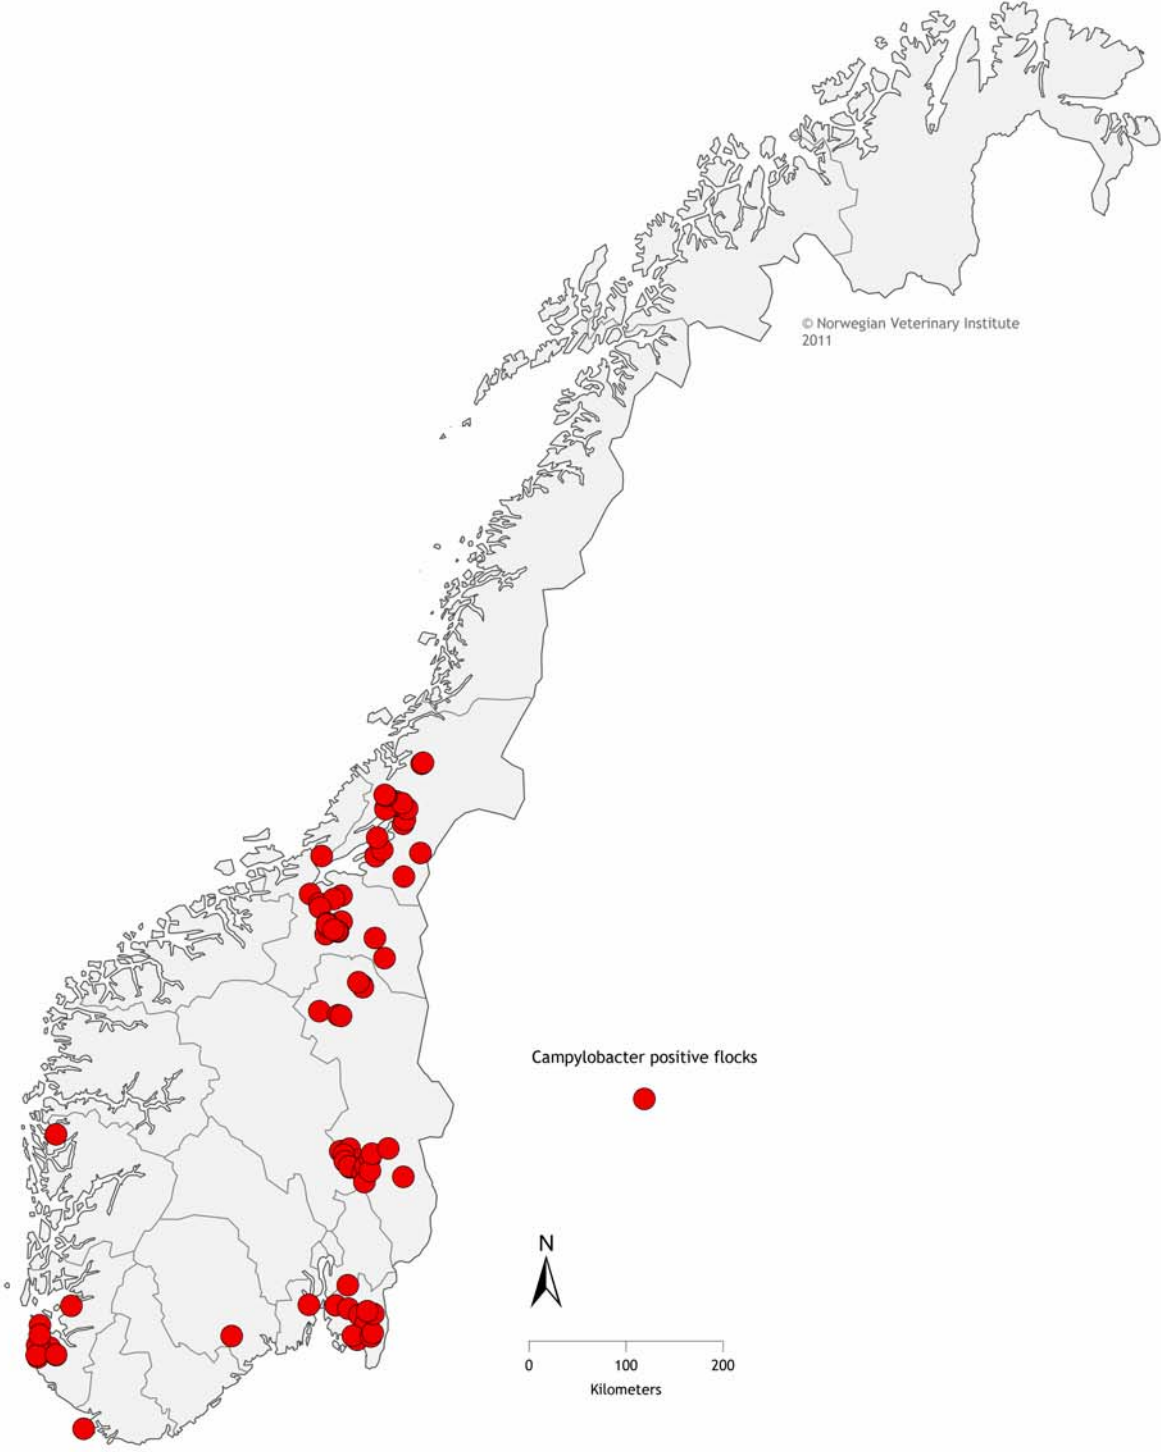 © Norwegian Veterinary Institute
2011
Campylobacter positive flocks
N
0 100 200
Kilometers